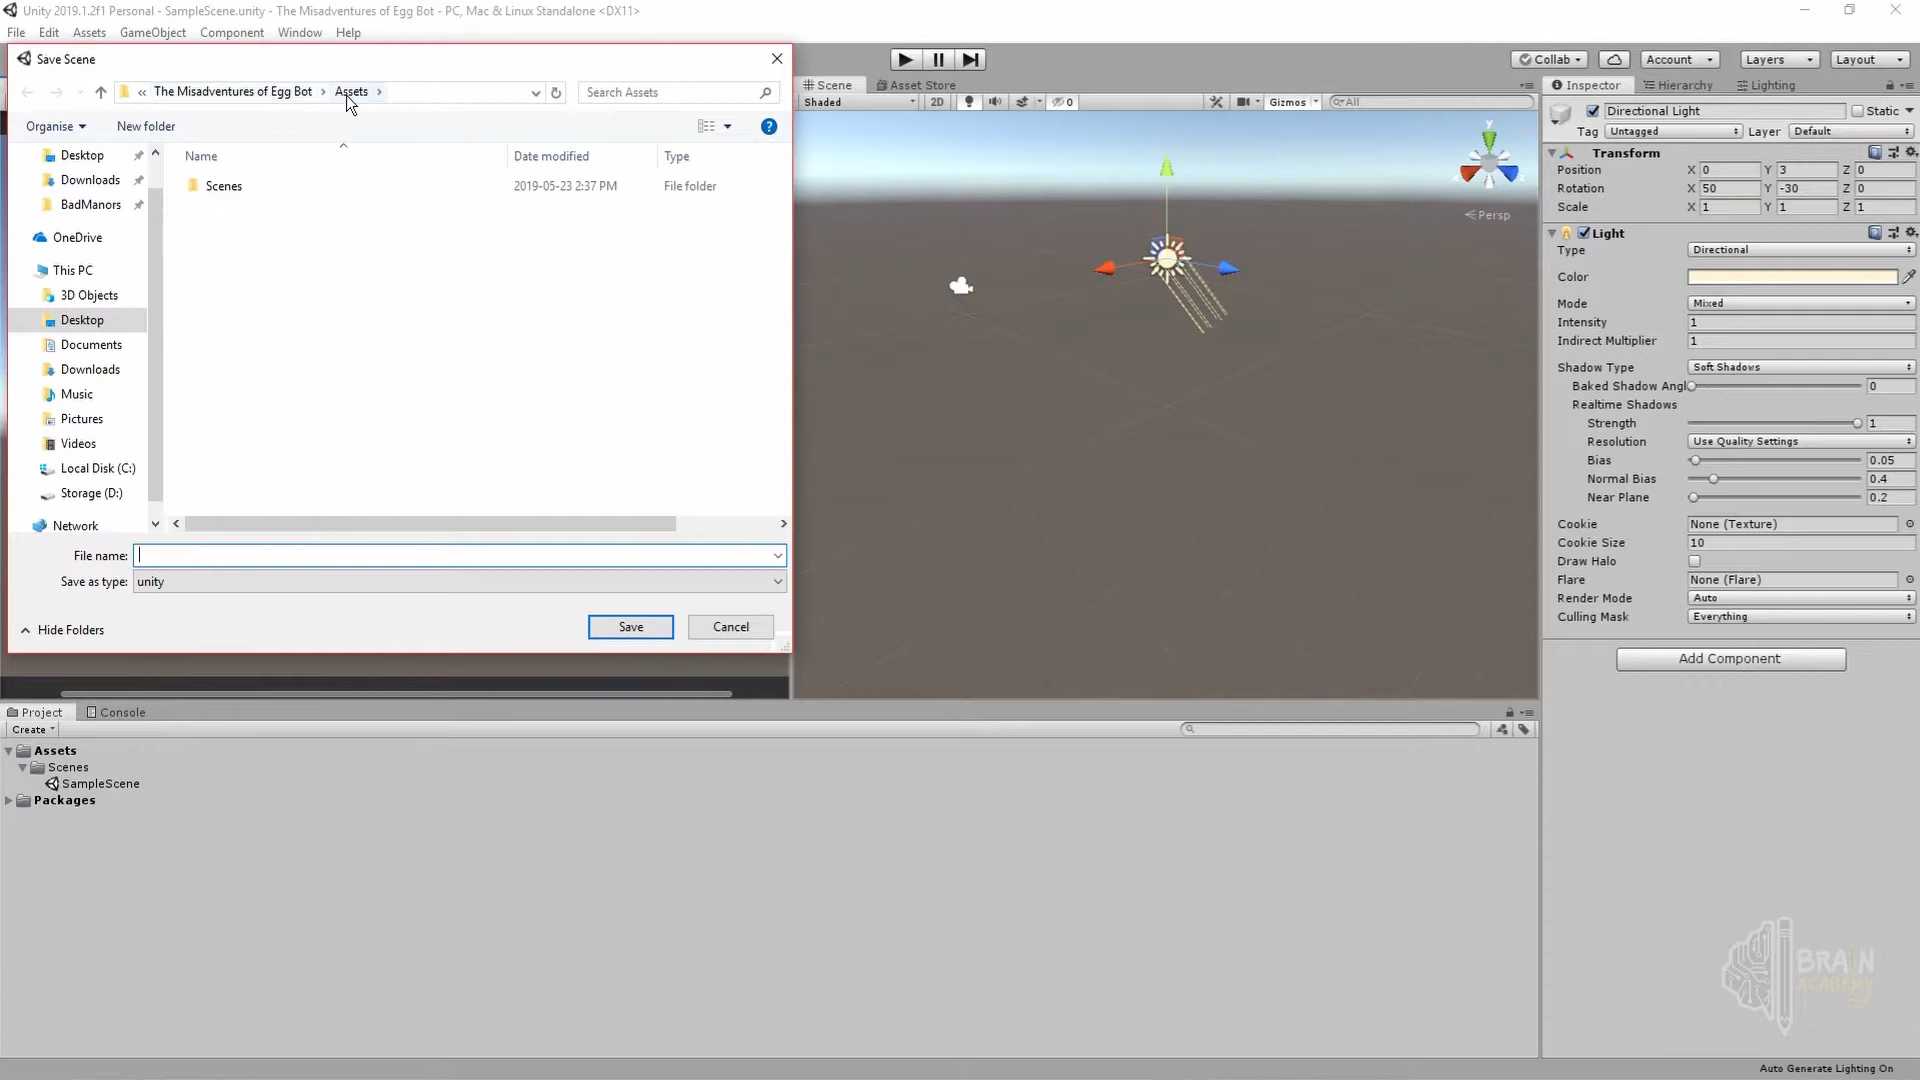 Unity 2019.1.2f1 Personal - SampleScene.unity - The Misadventures of Egg Bot - PC, Mac & Linux Standalone <DX11>
File Edit Assets GameObject Component Window Help
Save Scene
« The Misadventures of Egg Bot › Assets ›
Search Assets
Organise
New folder
Desktop
Downloads
BadManors
OneDrive
This PC
3D Objects
Desktop
Documents
Downloads
Music
Pictures
Videos
Local Disk (C:)
Storage (D:)
Network
Name Date modified Type
Scenes 2019-05-23 2:37 PM File folder
File name:
Save as type: unity
Hide Folders
Save
Cancel
Collab
Account
Layers
Layout
Scene
Asset Store
Shaded
2D
0
Gizmos
All
y
Persp
Inspector
Hierarchy
Lighting
Directional Light
Static
Tag Untagged
Layer Default
Transform
Position X 0 Y 3 Z 0
Rotation X 50 Y -30 Z 0
Scale X 1 Y 1 Z 1
Light
Type Directional
Color
Mode Mixed
Intensity 1
Indirect Multiplier 1
Shadow Type Soft Shadows
Baked Shadow Angl 0
Realtime Shadows
Strength 1
Resolution Use Quality Settings
Bias 0.05
Normal Bias 0.4
Near Plane 0.2
Cookie None (Texture)
Cookie Size 10
Draw Halo
Flare None (Flare)
Render Mode Auto
Culling Mask Everything
Add Component
Project
Console
Create
Assets
Scenes
SampleScene
Packages
BRAIN
ACADEMY
Auto Generate Lighting On